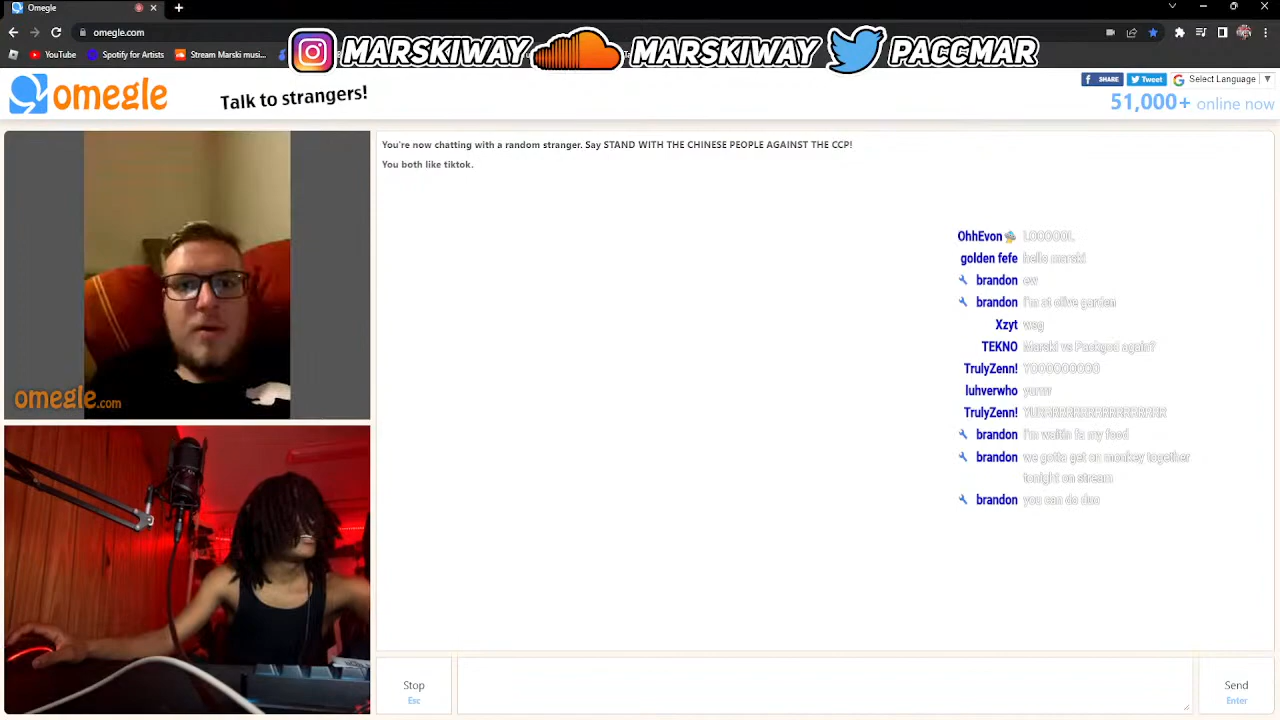 Omegle
omegle.com
YouTube
Spotify for Artists
Stream Marski musi...
MARSKIWAY
MARSKIWAY
PACCMAR
omegle
Talk to strangers!
SHARE
Tweet
Select Language
51,000+ online now
You're now chatting with a random stranger. Say STAND WITH THE CHINESE PEOPLE AGAINST THE CCP!
You both like tiktok.
OhhEvon LOOOOOL
golden fefe hello marski
brandon ew
brandon i'm at olive garden
Xzyt wsg
TEKNO Marski vs Packgod again?
TrulyZenn!
luhverwho yurrr
TrulyZenn!
brandon i'm waitin fa my food
brandon we gotta get on monkey together
tonight on stream
brandon you can do duo
omegle.com
Stop
Esc
Send
Enter